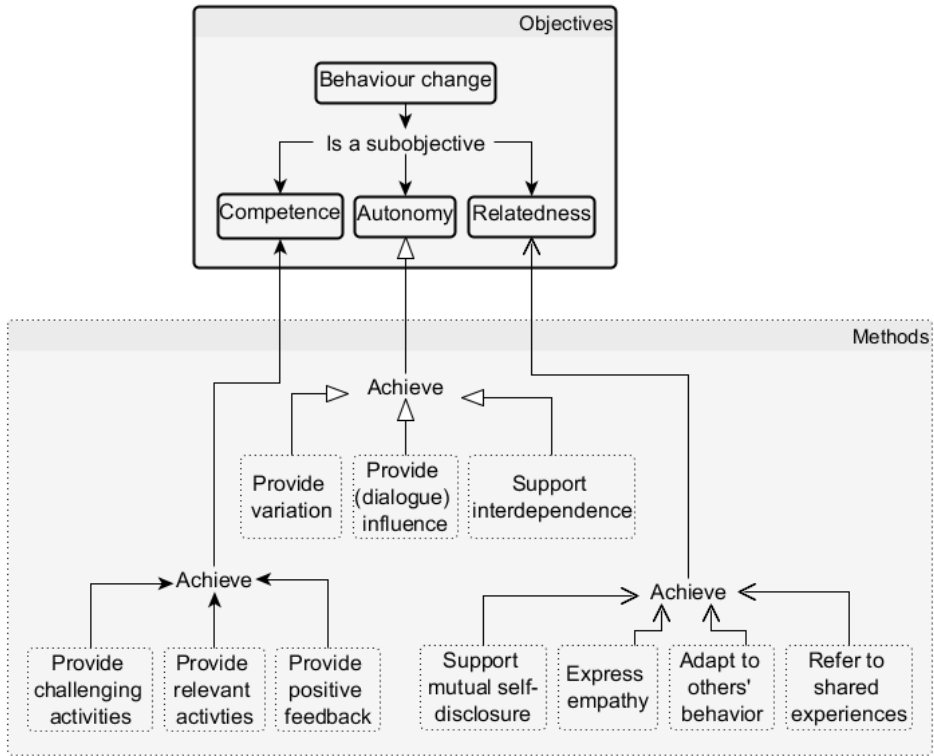 Objectives
Behaviour change
Is a subobjective
Competence
Autonomy
Relatedness
Methods
Achieve
Provide
variation
Provide
(dialogue)
influence
Support
interdependence
Achieve
Provide
challenging
activities
Provide
relevant
activties
Provide
positive
feedback
Achieve
Support
mutual self-
disclosure
Express
empathy
Adapt to
others'
behavior
Refer to
shared
experiences